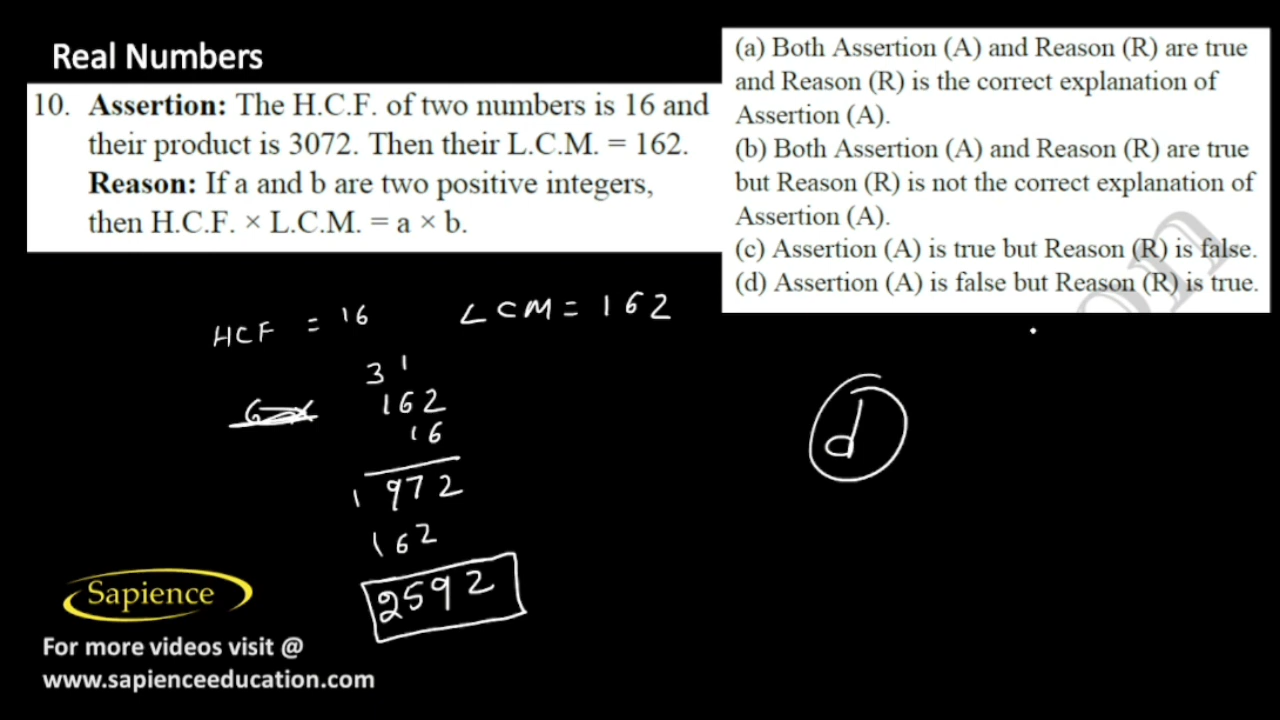 Real Numbers
10. Assertion: The H.C.F. of two numbers is 16 and
their product is 3072. Then their L.C.M. = 162.
Reason: If a and b are two positive integers,
then H.C.F. × L.C.M. = a × b.
(a) Both Assertion (A) and Reason (R) are true
and Reason (R) is the correct explanation of
Assertion (A).
(b) Both Assertion (A) and Reason (R) are true
but Reason (R) is not the correct explanation of
Assertion (A).
(c) Assertion (A) is true but Reason (R) is false.
(d) Assertion (A) is false but Reason (R) is true.
HCF = 16
LCM = 162
3 1
162
16
1 972
162
2592
d
Sapience
For more videos visit @
www.sapienceeducation.com